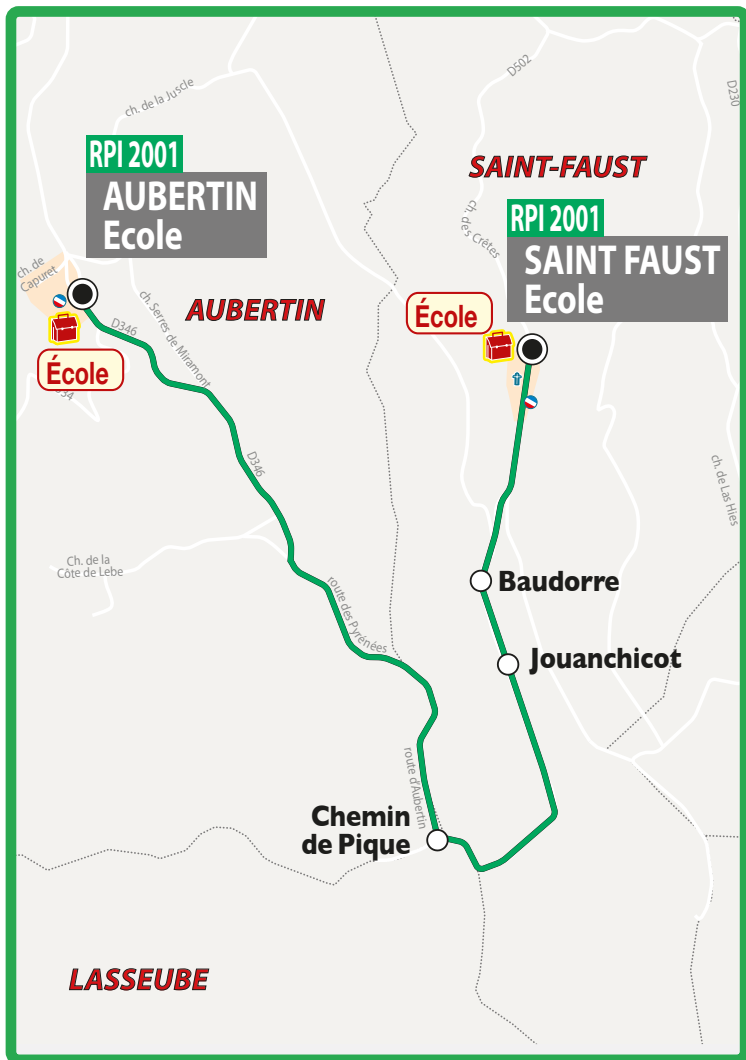 D502
D230
ch. de la Juscle
RPI 2001
AUBERTIN
Ecole
SAINT-FAUST
ch.
des Crêtes
RPI 2001
SAINT FAUST
Ecole
ch. de
Capuret
ch. Serres de Miramont
AUBERTIN
École
D346
École
D346
ch. de Las Hies
Ch. de la
Côte de Lebe
route des Pyrénées
Baudorre
Jouanchicot
route d'Aubertin
Chemin
de Pique
LASSEUBE